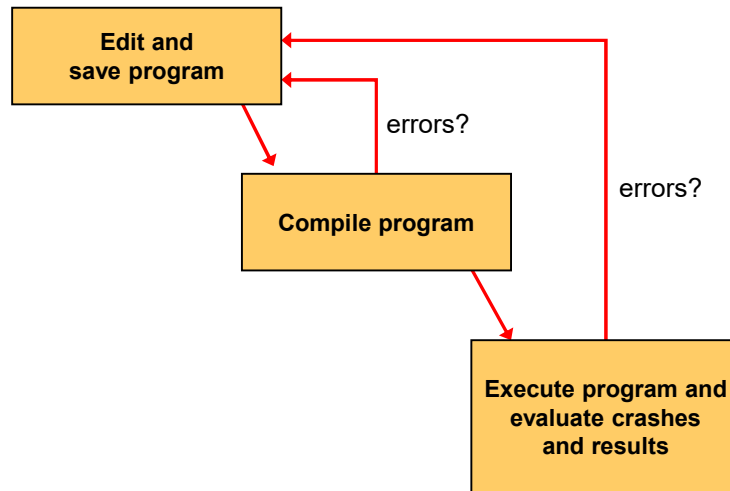 Edit and
save program
errors?
Compile program
errors?
Execute program and
evaluate crashes
and results